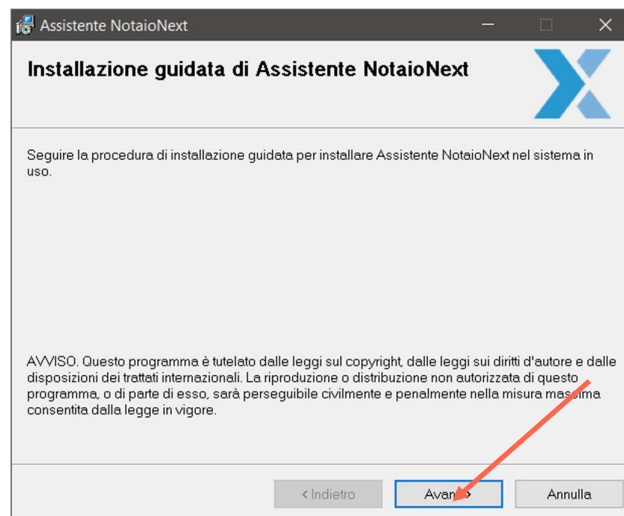 Assistente NotaioNext
Installazione guidata di Assistente NotaioNext
Seguire la procedura di installazione guidata per installare Assistente NotaioNext nel sistema in
uso.
AVVISO. Questo programma è tutelato dalle leggi sul copyright, dalle leggi sui diritti d'autore e dalle
disposizioni dei trattati internazionali. La riproduzione o distribuzione non autorizzata di questo
programma, o di parte di esso, sarà perseguibile civilmente e penalmente nella misura massima
consentita dalla legge in vigore.
< Indietro
Avanti >
Annulla